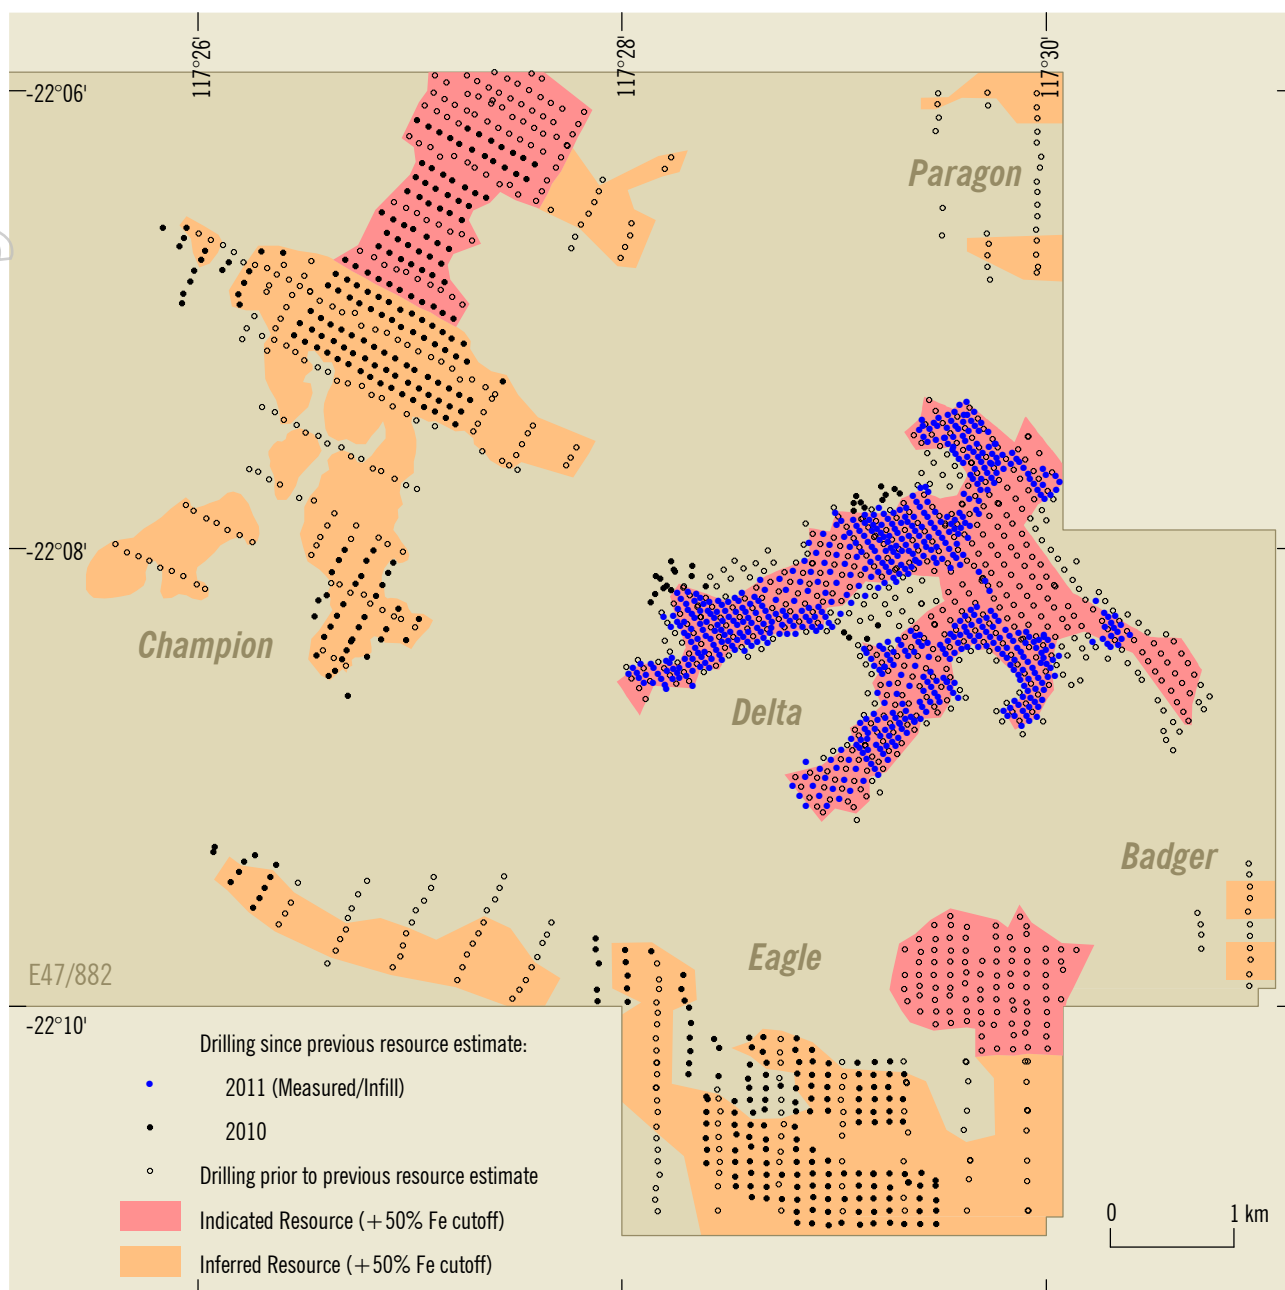 117°26'
117°28'
117°30'
-22°06'
Paragon
-22°08'
Champion
Delta
Badger
Eagle
E47/882
-22°10'
Drilling since previous resource estimate:
2011 (Measured/Infill)
2010
Drilling prior to previous resource estimate
Indicated Resource (+50% Fe cutoff)
Inferred Resource (+50% Fe cutoff)
0 1 km